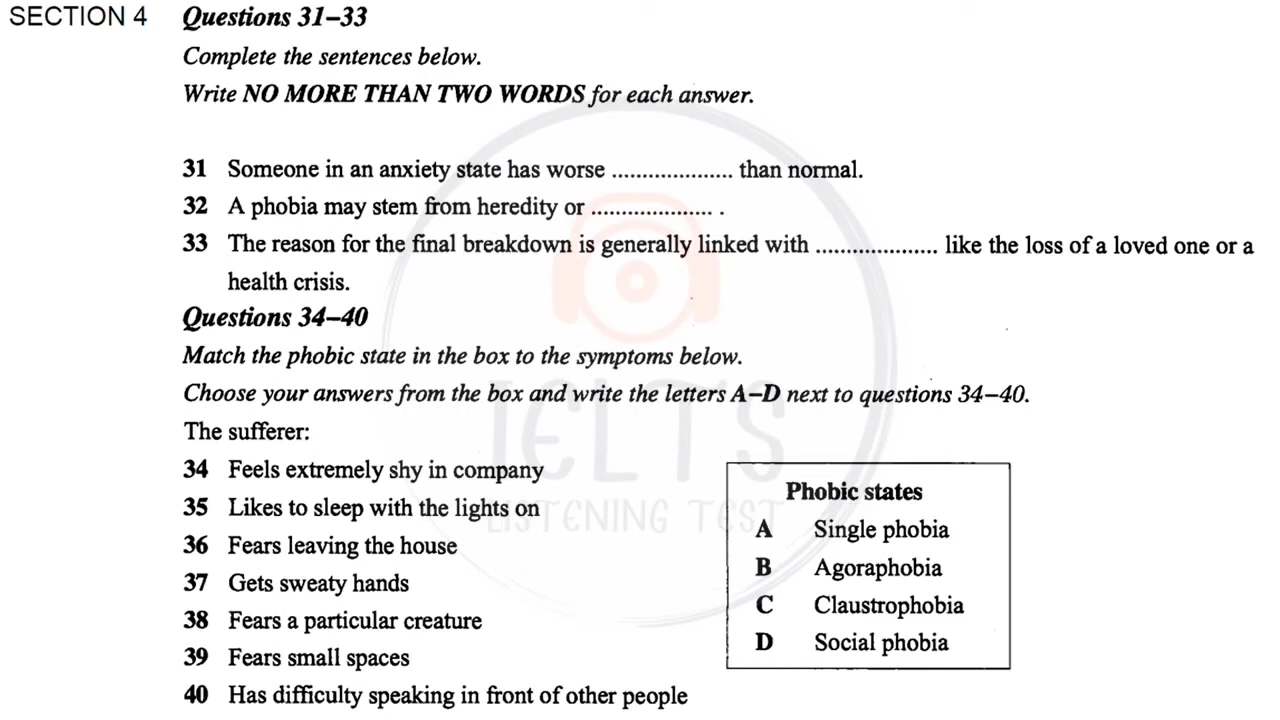 SECTION 4
Questions 31–33
Complete the sentences below.
Write NO MORE THAN TWO WORDS for each answer.
31 Someone in an anxiety state has worse .................... than normal.
32 A phobia may stem from heredity or .................... .
33 The reason for the final breakdown is generally linked with .................... like the loss of a loved one or a
health crisis.
Questions 34–40
Match the phobic state in the box to the symptoms below.
Choose your answers from the box and write the letters A–D next to questions 34–40.
The sufferer:
34 Feels extremely shy in company
35 Likes to sleep with the lights on
36 Fears leaving the house
37 Gets sweaty hands
38 Fears a particular creature
39 Fears small spaces
40 Has difficulty speaking in front of other people
Phobic states
A Single phobia
B Agoraphobia
C Claustrophobia
D Social phobia
IELTS
LISTENING TEST